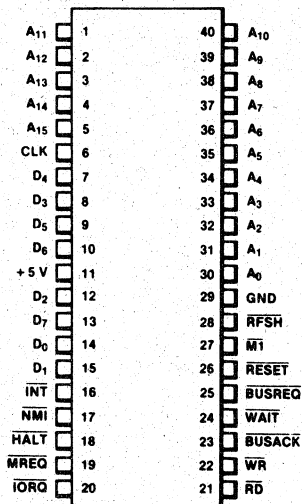 A11 1 40 A10
A12 2 39 A9
A13 3 38 A8
A14 4 37 A7
A15 5 36 A6
CLK 6 35 A5
D4 7 34 A4
D3 8 33 A3
D5 9 32 A2
D6 10 31 A1
+5 V 11 30 A0
D2 12 29 GND
D7 13 28 RFSH
D0 14 27 M1
D1 15 26 RESET
INT 16 25 BUSREQ
NMI 17 24 WAIT
HALT 18 23 BUSACK
MREQ 19 22 WR
IORQ 20 21 RD